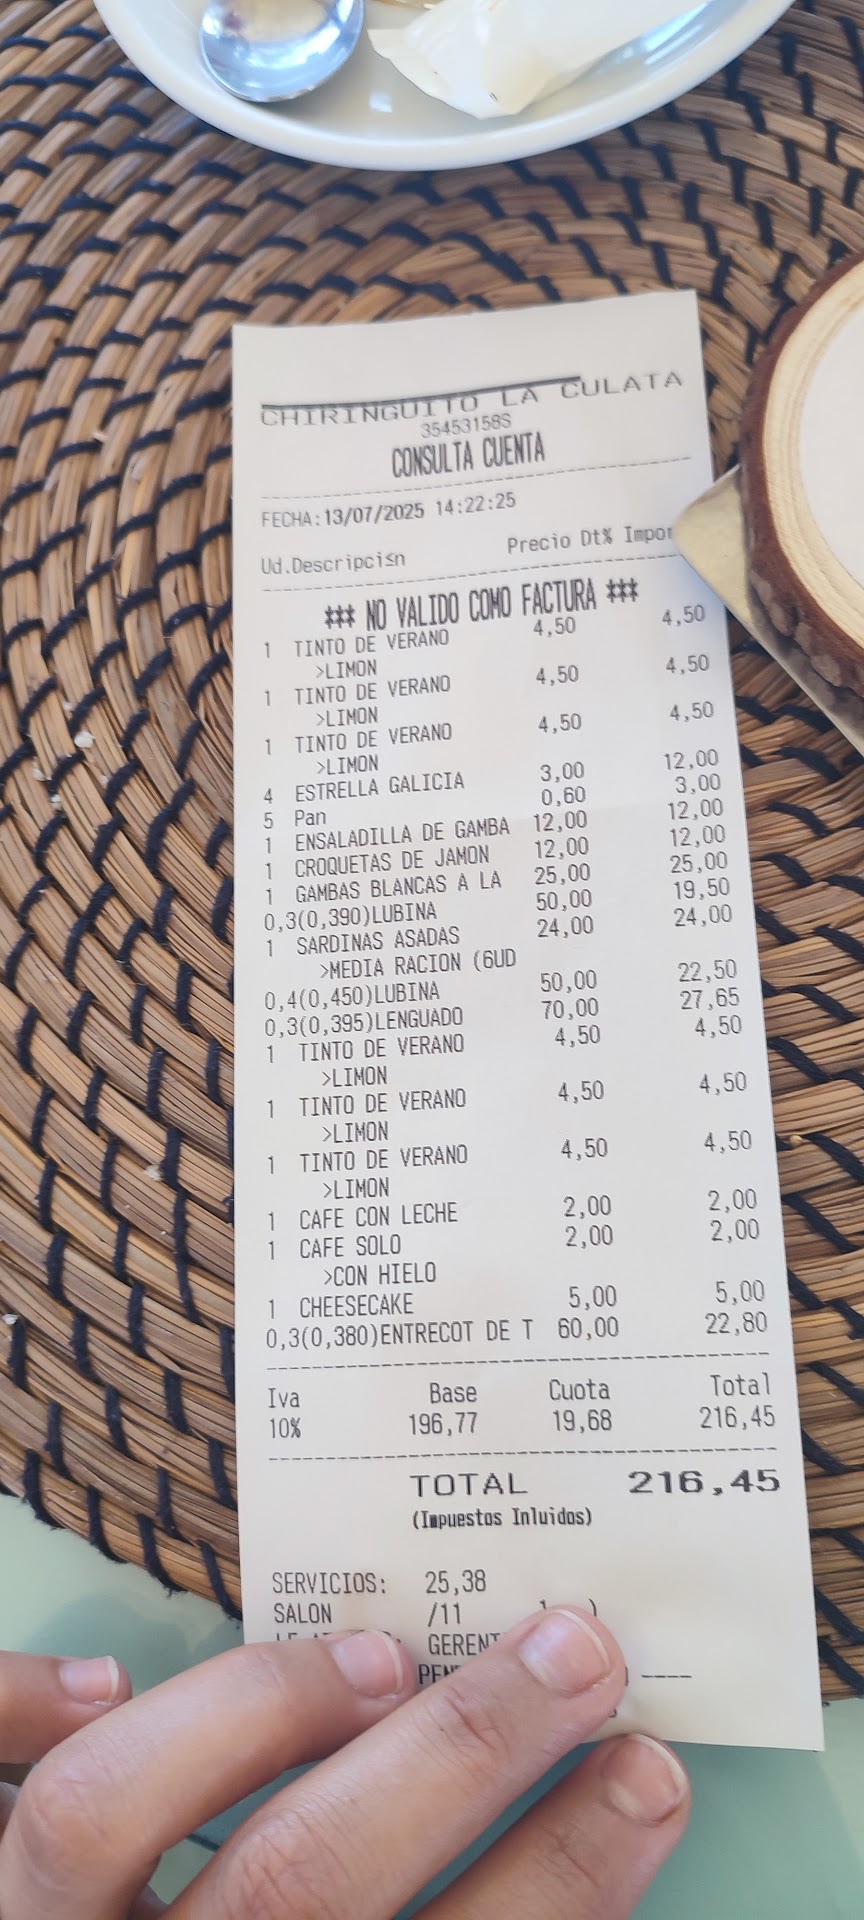 CHIRINGUITO LA CULATA
35453158S
CONSULTA CUENTA
FECHA:13/07/2025 14:22:25
Ud.Descripci≤n Precio Dt% Impor
*** NO VALIDO COMO FACTURA ***
1 TINTO DE VERANO 4,50 4,50
>LIMON
1 TINTO DE VERANO 4,50 4,50
>LIMON
1 TINTO DE VERANO 4,50 4,50
>LIMON
4 ESTRELLA GALICIA 3,00 12,00
5 Pan 0,60 3,00
1 ENSALADILLA DE GAMBA 12,00 12,00
1 CROQUETAS DE JAMON 12,00 12,00
1 GAMBAS BLANCAS A LA 25,00 25,00
0,3(0,390)LUBINA 50,00 19,50
1 SARDINAS ASADAS 24,00 24,00
>MEDIA RACION (6UD
0,4(0,450)LUBINA 50,00 22,50
0,3(0,395)LENGUADO 70,00 27,65
1 TINTO DE VERANO 4,50 4,50
>LIMON
1 TINTO DE VERANO 4,50 4,50
>LIMON
1 TINTO DE VERANO 4,50 4,50
>LIMON
1 CAFE CON LECHE 2,00 2,00
1 CAFE SOLO 2,00 2,00
>CON HIELO
1 CHEESECAKE 5,00 5,00
0,3(0,380)ENTRECOT DE T 60,00 22,80
Iva Base Cuota Total
10% 196,77 19,68 216,45
TOTAL 216,45
(Impuestos Inluidos)
SERVICIOS: 25,38
SALON /11
GERENT